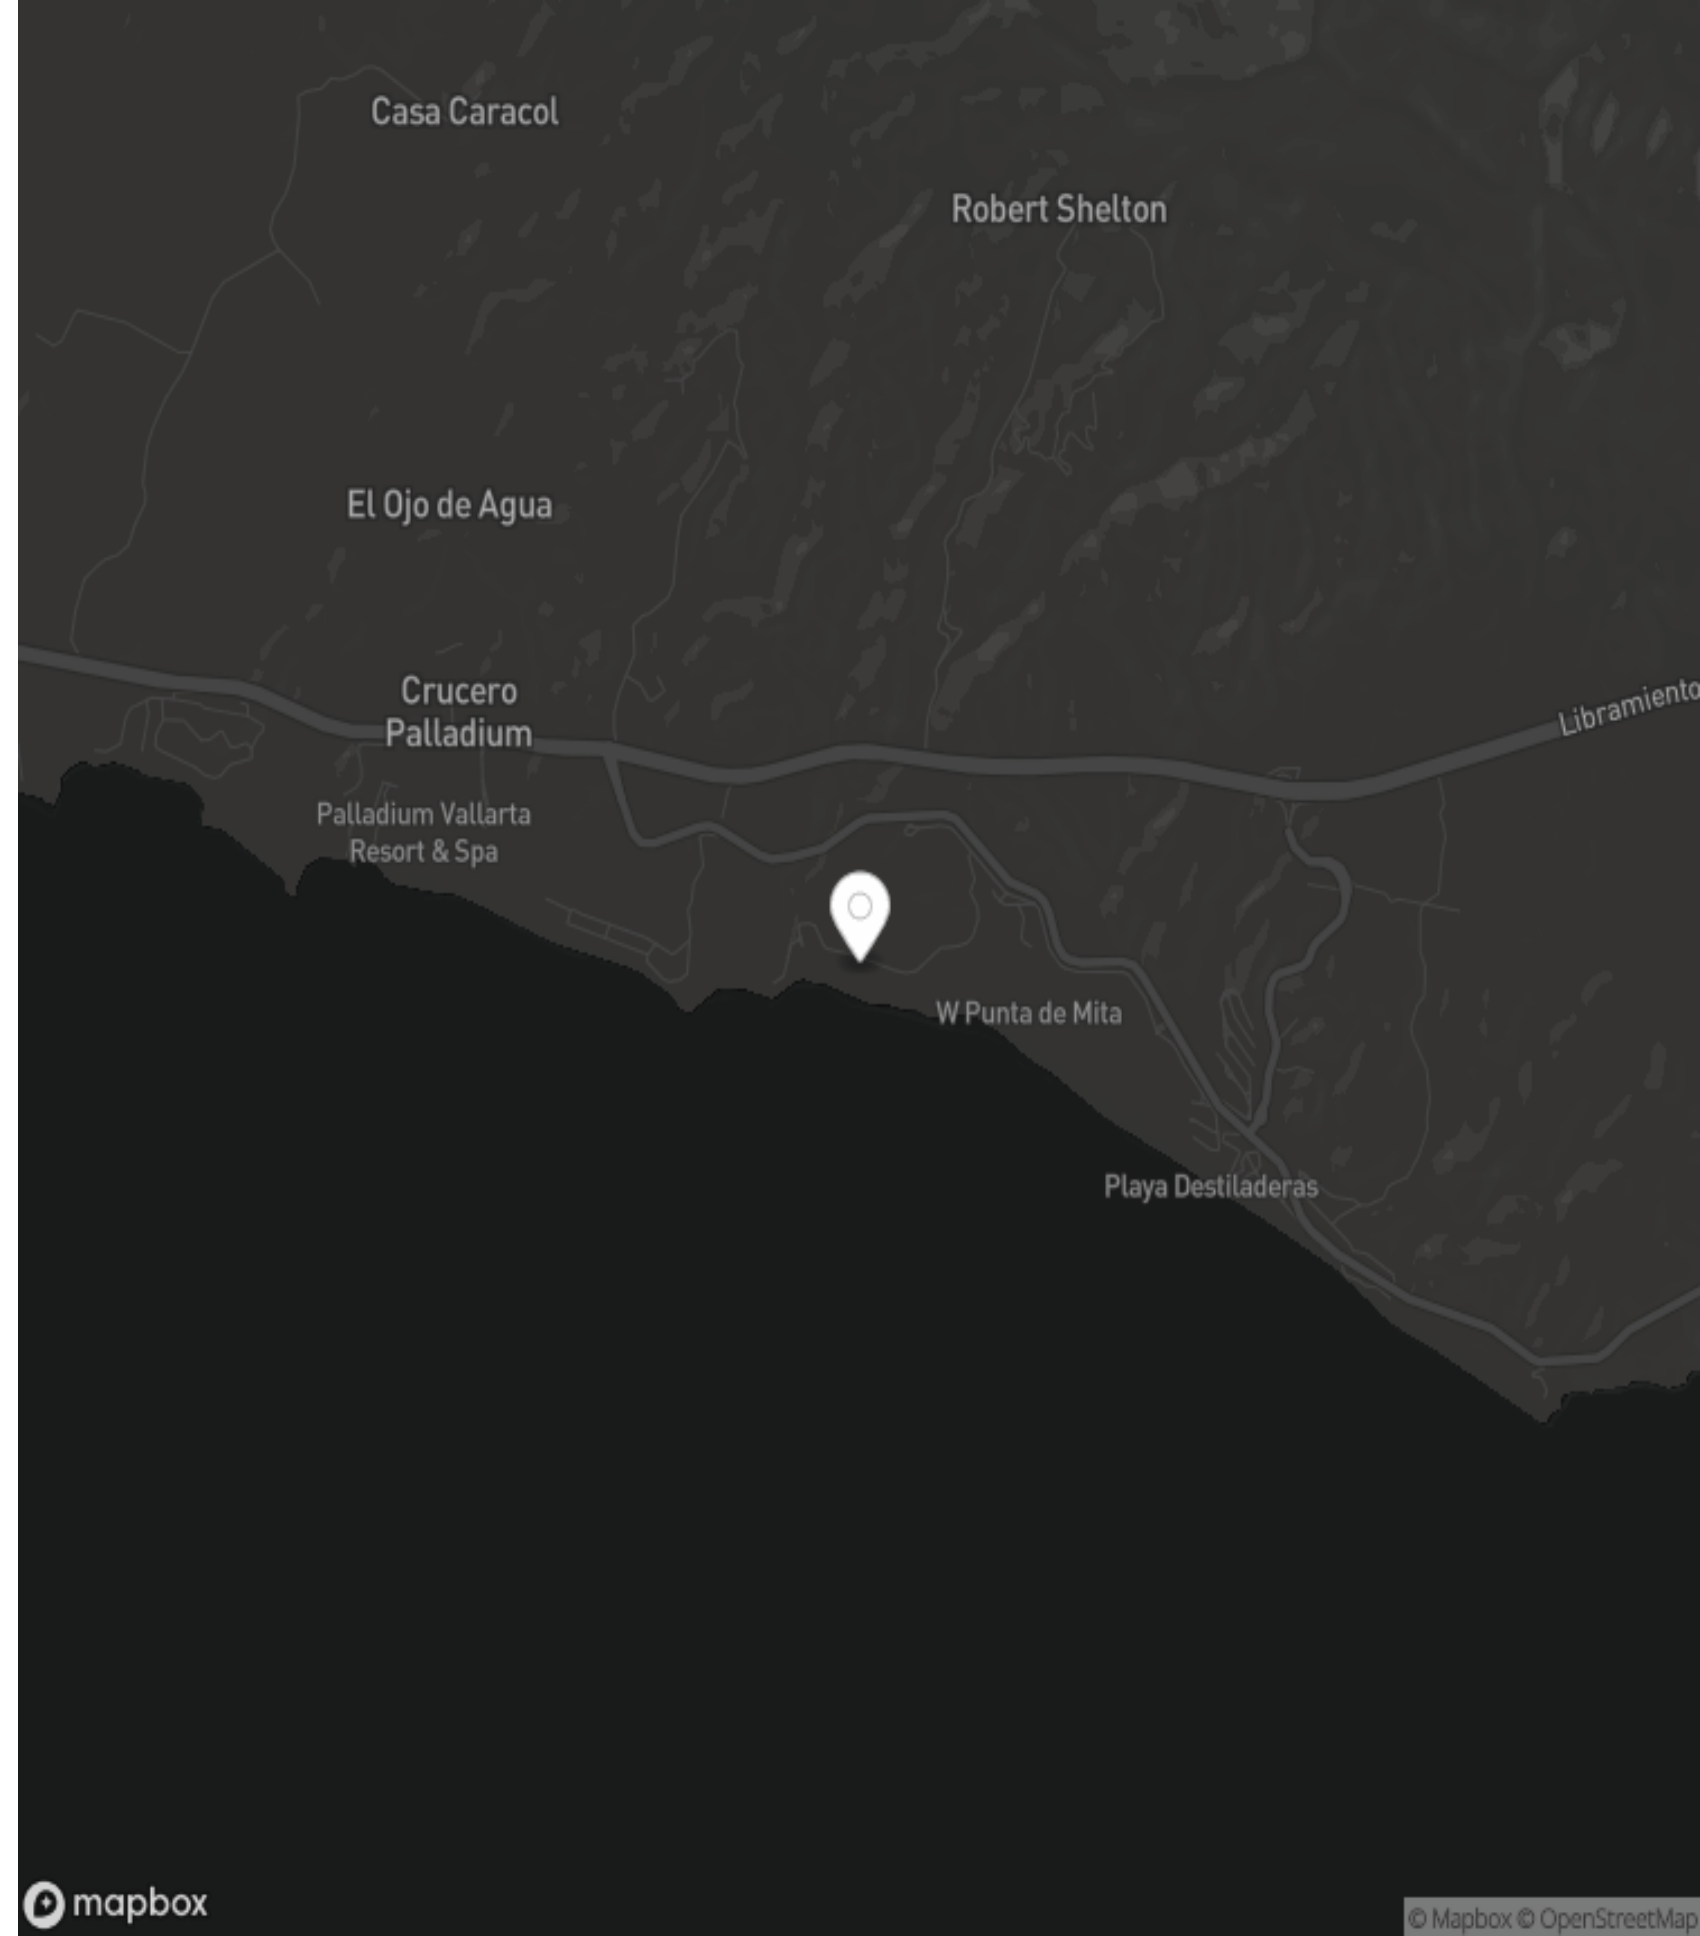 Casa Caracol
Robert Shelton
El Ojo de Agua
Crucero
Palladium
Libramiento
Palladium Vallarta
Resort & Spa
W Punta de Mita
Playa Destiladeras
mapbox
© Mapbox © OpenStreetMap